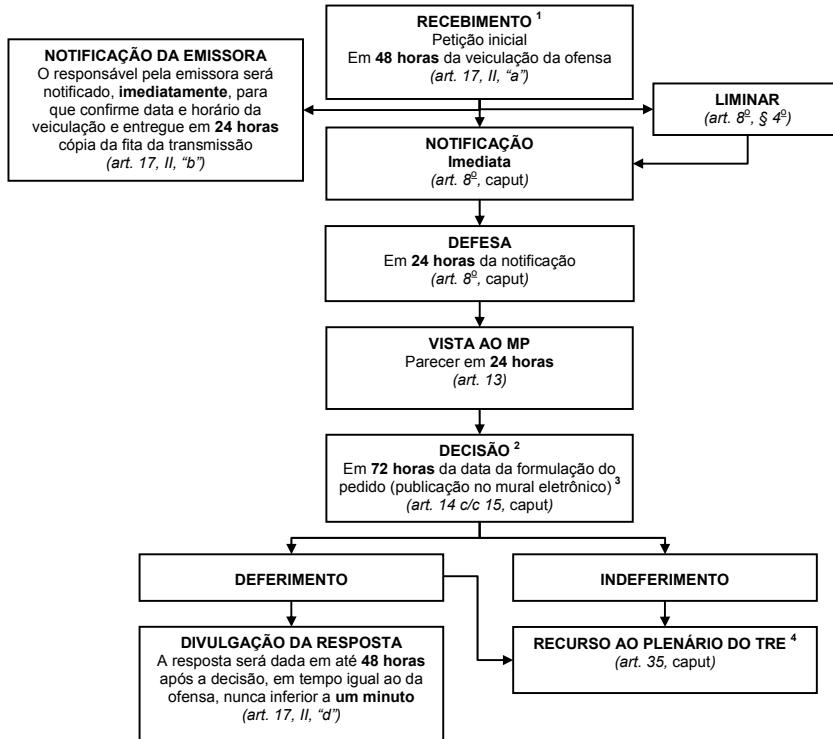 RECEBIMENTO 1
Petição inicial
Em 48 horas da veiculação da ofensa
(art. 17, II, “a”)
NOTIFICAÇÃO DA EMISSORA
O responsável pela emissora será
notificado, imediatamente, para
que confirme data e horário da
veiculação e entregue em 24 horas
cópia da fita da transmissão
(art. 17, II, “b”)
LIMINAR
(art. 8º, § 4º)
NOTIFICAÇÃO
Imediata
(art. 8º, caput)
DEFESA
Em 24 horas da notificação
(art. 8º, caput)
VISTA AO MP
Parecer em 24 horas
(art. 13)
DECISÃO 2
Em 72 horas da data da formulação do
pedido (publicação no mural eletrônico) 3
(art. 14 c/c 15, caput)
DEFERIMENTO
INDEFERIMENTO
DIVULGAÇÃO DA RESPOSTA
A resposta será dada em até 48 horas
após a decisão, em tempo igual ao da
ofensa, nunca inferior a um minuto
(art. 17, II, “d”)
RECURSO AO PLENÁRIO DO TRE 4
(art. 35, caput)